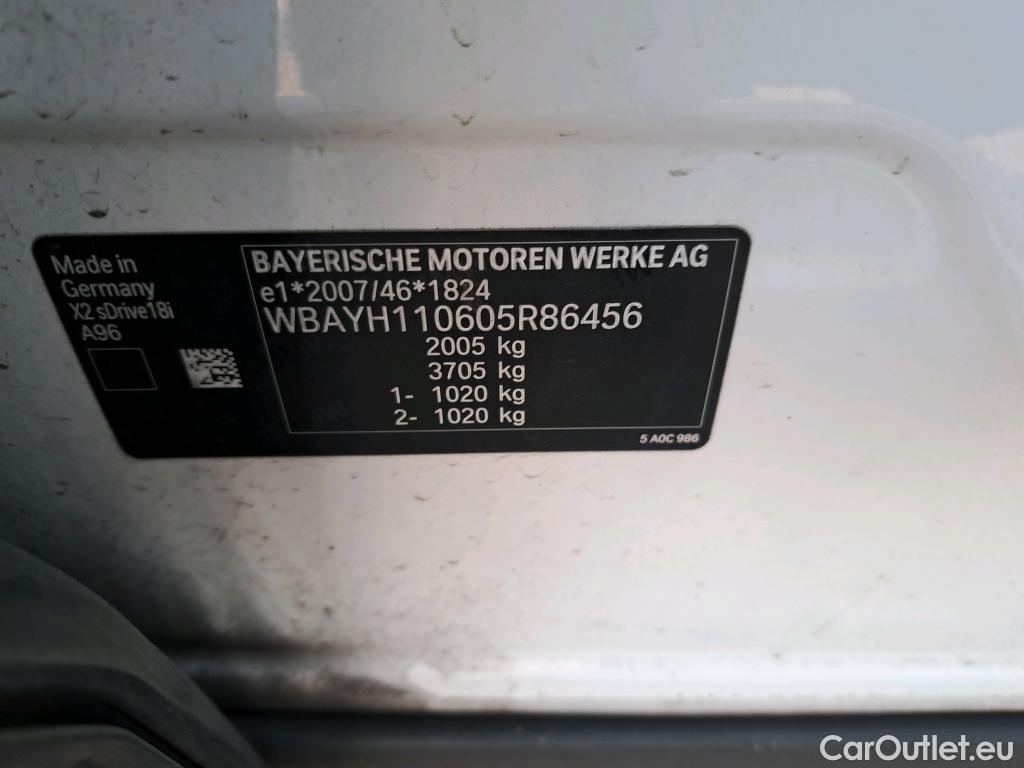 Made in
Germany
X2 sDrive18i
A96
BAYERISCHE MOTOREN WERKE AG
e1*2007/46*1824
WBAYH110605R86456
2005 kg
3705 kg
1- 1020 kg
2- 1020 kg
5 A0C 986
CarOutlet.eu